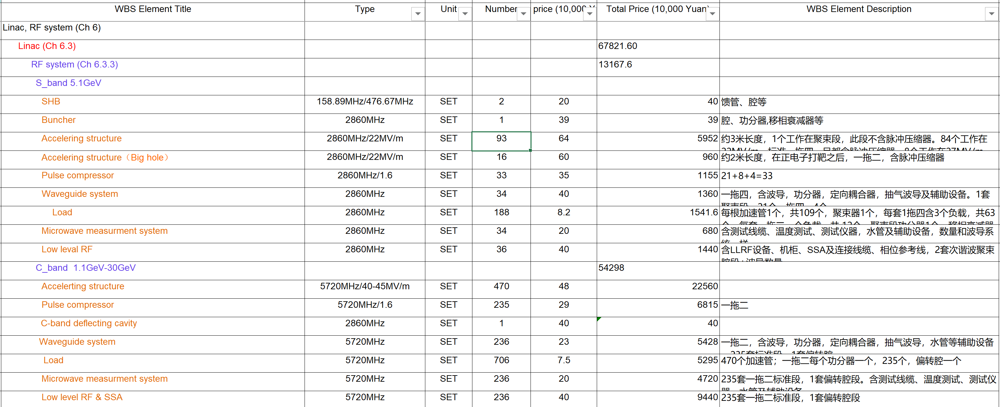 WBS Element Title Type Unit Number price (10,000 Total Price (10,000 Yuan) WBS Element Description
Linac, RF system (Ch 6)
Linac (Ch 6.3) 67821.60
RF system (Ch 6.3.3) 13167.6
S_band 5.1GeV
SHB 158.89MHz/476.67MHz SET 2 20 40 馈管、腔等
Buncher 2860MHz SET 1 39 39 腔、功分器,移相衰减器等
Accelering structure 2860MHz/22MV/m SET 93 64 5952 约3米长度，1个工作在聚束段，此段不含脉冲压缩器。84个工作在
Accelering structure（Big hole） 2860MHz/22MV/m SET 16 60 960 约2米长度，在正电子打靶之后，一拖二，含脉冲压缩器
Pulse compressor 2860MHz/1.6 SET 33 35 1155 21+8+4=33
Waveguide system 2860MHz SET 34 40 1360 一拖四，含波导，功分器，定向耦合器，抽气波导及辅助设备。1套
Load 2860MHz SET 188 8.2 1541.6 每根加速管1个，共109个，聚束器1个，每套1拖四含3个负载，共63
Microwave measurment system 2860MHz SET 34 20 680 含测试线缆、温度测试、测试仪器，水管及辅助设备，数量和波导系
Low leval RF 2860MHz SET 36 40 1440 含LLRF设备、机柜、SSA及连接线缆、相位参考线，2套次谐波聚束
C_band 1.1GeV-30GeV 54298
Accelerting structure 5720MHz/40-45MV/m SET 470 48 22560
Pulse compressor 5720MHz/1.6 SET 235 29 6815 一拖二
C-band deflecting cavity 2860MHz SET 1 40 40
Waveguide system 5720MHz SET 236 23 5428 一拖二，含波导，功分器，定向耦合器，抽气波导，水管等辅助设备
Load 5720MHz SET 706 7.5 5295 470个加速管；一拖二每个功分器一个，235个，偏转腔一个
Microwave measurment system 5720MHz SET 236 20 4720 235套一拖二标准段，1套偏转腔段。含测试线缆、温度测试、测试仪
Low level RF & SSA 5720MHz SET 236 40 9440 235套一拖二标准段，1套偏转腔段